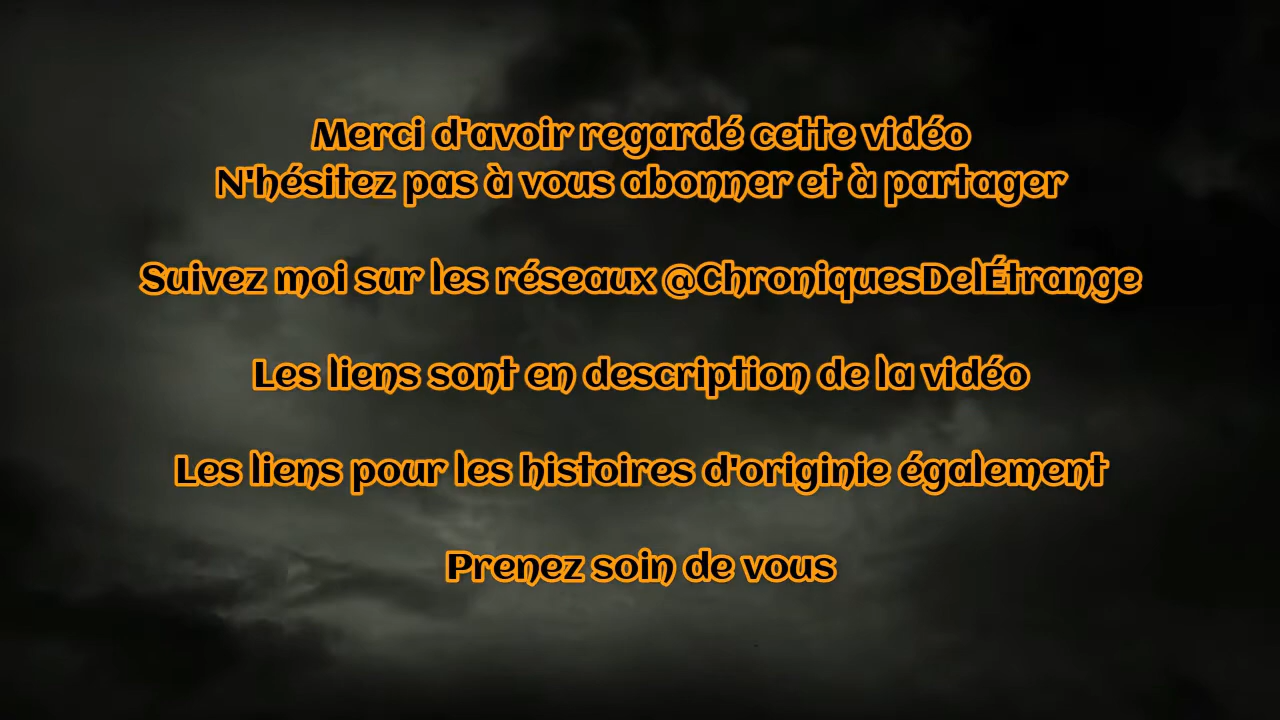 Merci d'avoir regardé cette vidéo
N'hésitez pas à vous abonner et à partager
Suivez moi sur les réseaux @ChroniquesDelÉtrange
Les liens sont en description de la vidéo
Les liens pour les histoires d'originie également
Prenez soin de vous